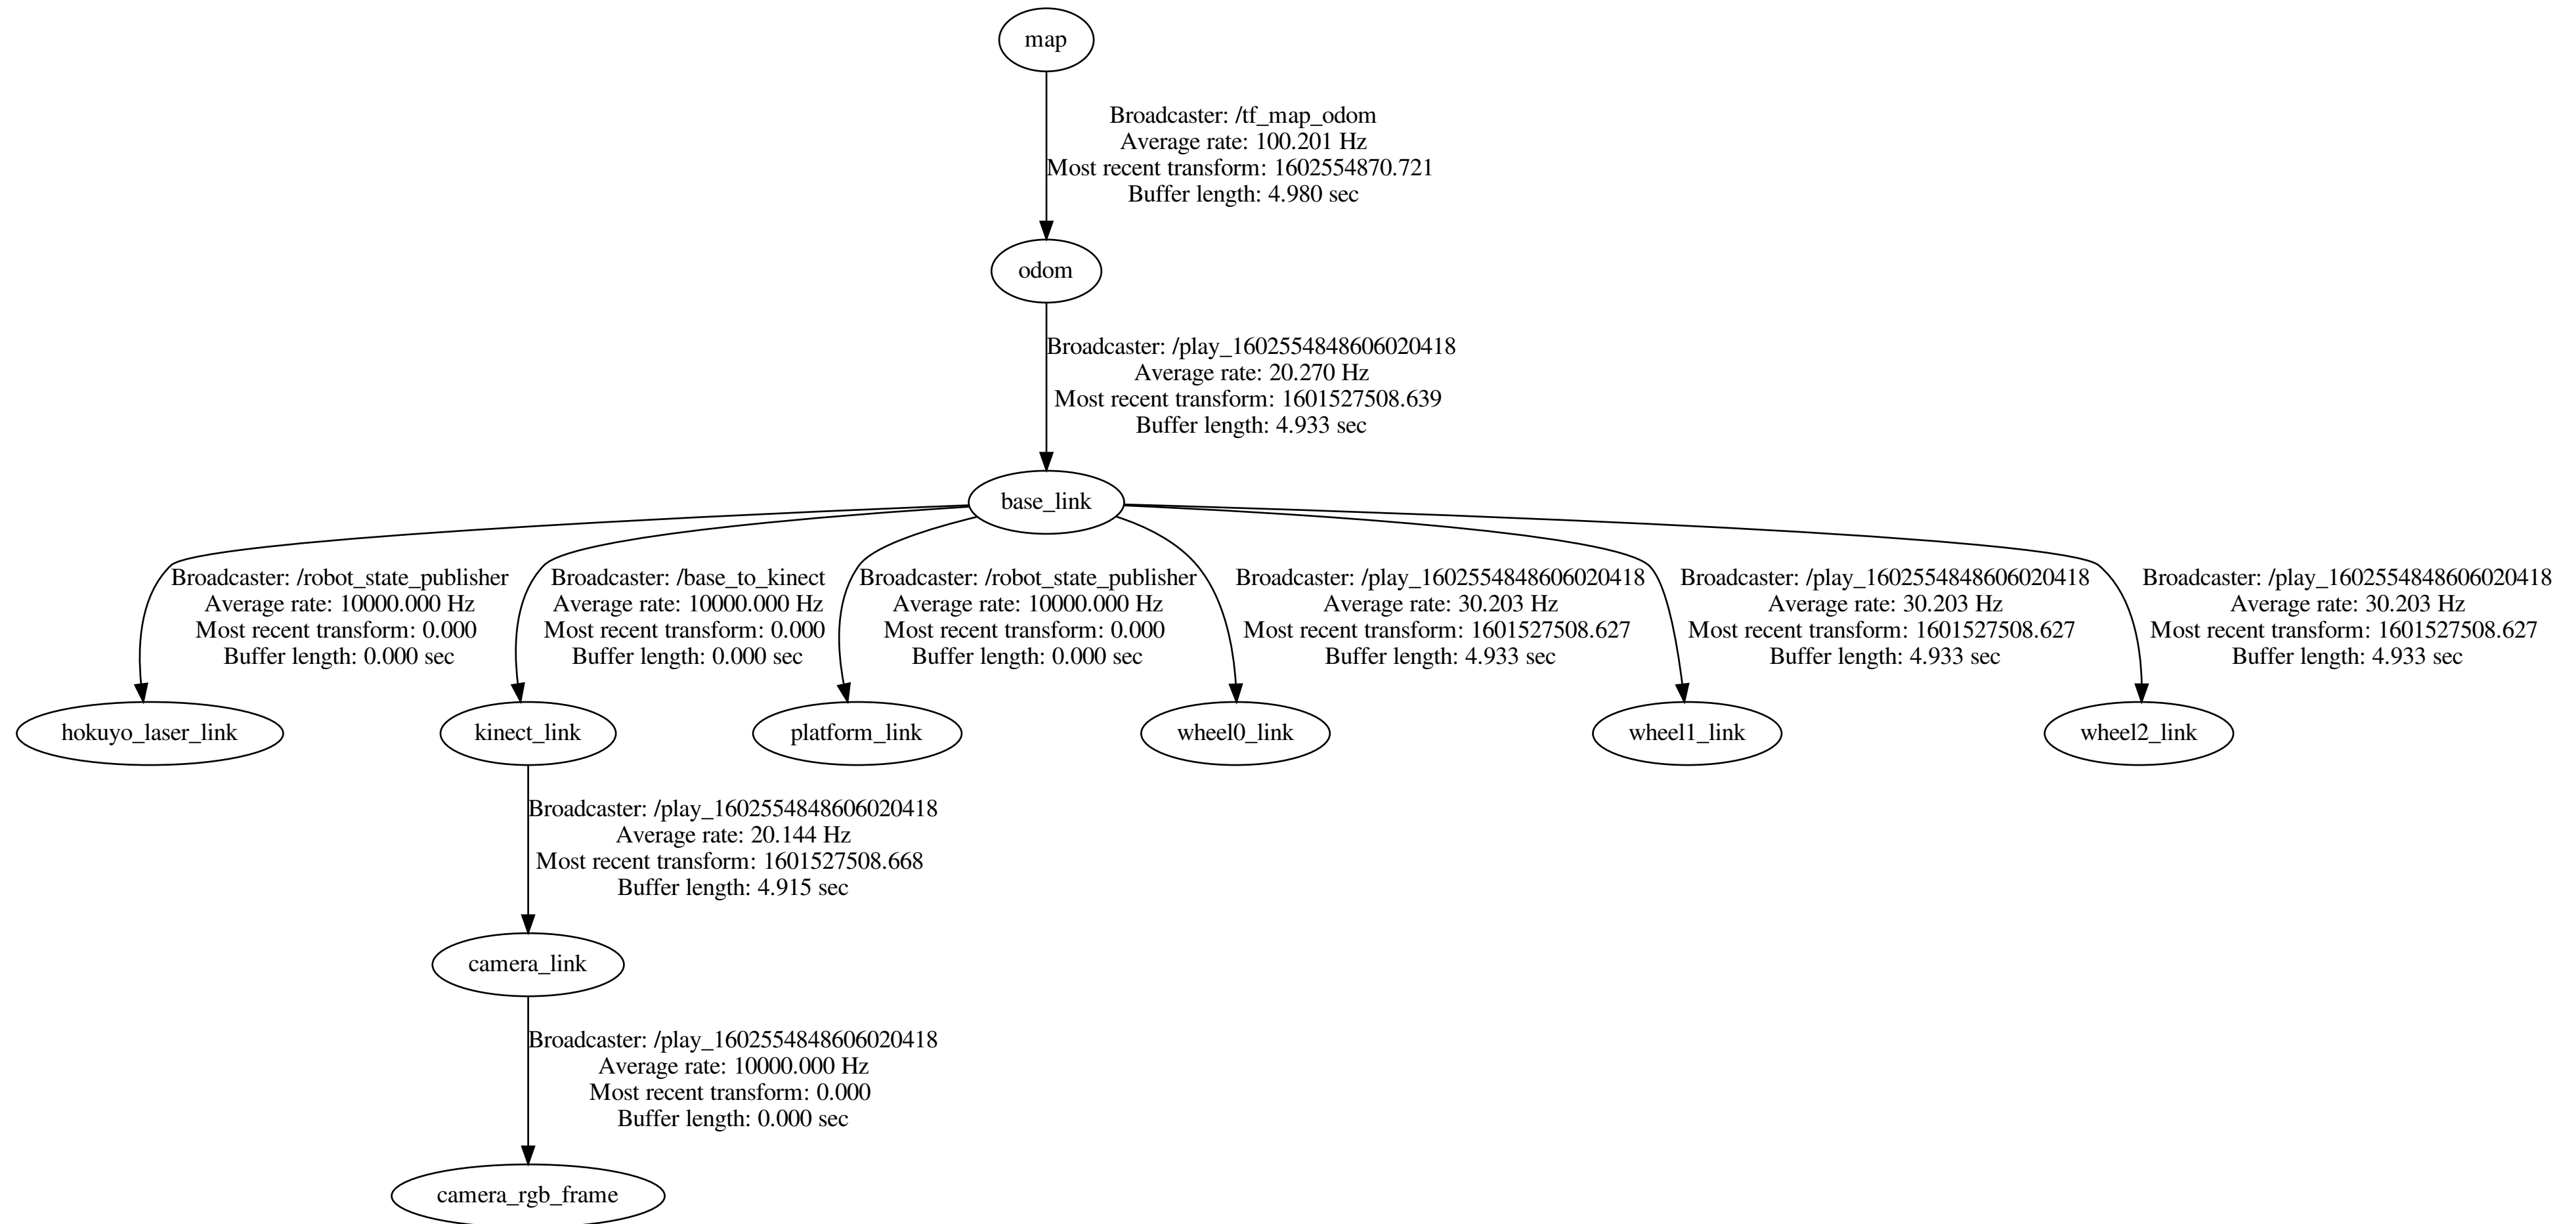 map
Broadcaster: /tf_map_odom
Average rate: 100.201 Hz
Most recent transform: 1602554870.721
Buffer length: 4.980 sec
odom
Broadcaster: /play_1602554848606020418
Average rate: 20.270 Hz
Most recent transform: 1601527508.639
Buffer length: 4.933 sec
base_link
Broadcaster: /robot_state_publisher
Average rate: 10000.000 Hz
Most recent transform: 0.000
Buffer length: 0.000 sec
Broadcaster: /base_to_kinect
Average rate: 10000.000 Hz
Most recent transform: 0.000
Buffer length: 0.000 sec
Broadcaster: /robot_state_publisher
Average rate: 10000.000 Hz
Most recent transform: 0.000
Buffer length: 0.000 sec
Broadcaster: /play_1602554848606020418
Average rate: 30.203 Hz
Most recent transform: 1601527508.627
Buffer length: 4.933 sec
Broadcaster: /play_1602554848606020418
Average rate: 30.203 Hz
Most recent transform: 1601527508.627
Buffer length: 4.933 sec
Broadcaster: /play_1602554848606020418
Average rate: 30.203 Hz
Most recent transform: 1601527508.627
Buffer length: 4.933 sec
hokuyo_laser_link
kinect_link
platform_link
wheel0_link
wheel1_link
wheel2_link
Broadcaster: /play_1602554848606020418
Average rate: 20.144 Hz
Most recent transform: 1601527508.668
Buffer length: 4.915 sec
camera_link
Broadcaster: /play_1602554848606020418
Average rate: 10000.000 Hz
Most recent transform: 0.000
Buffer length: 0.000 sec
camera_rgb_frame